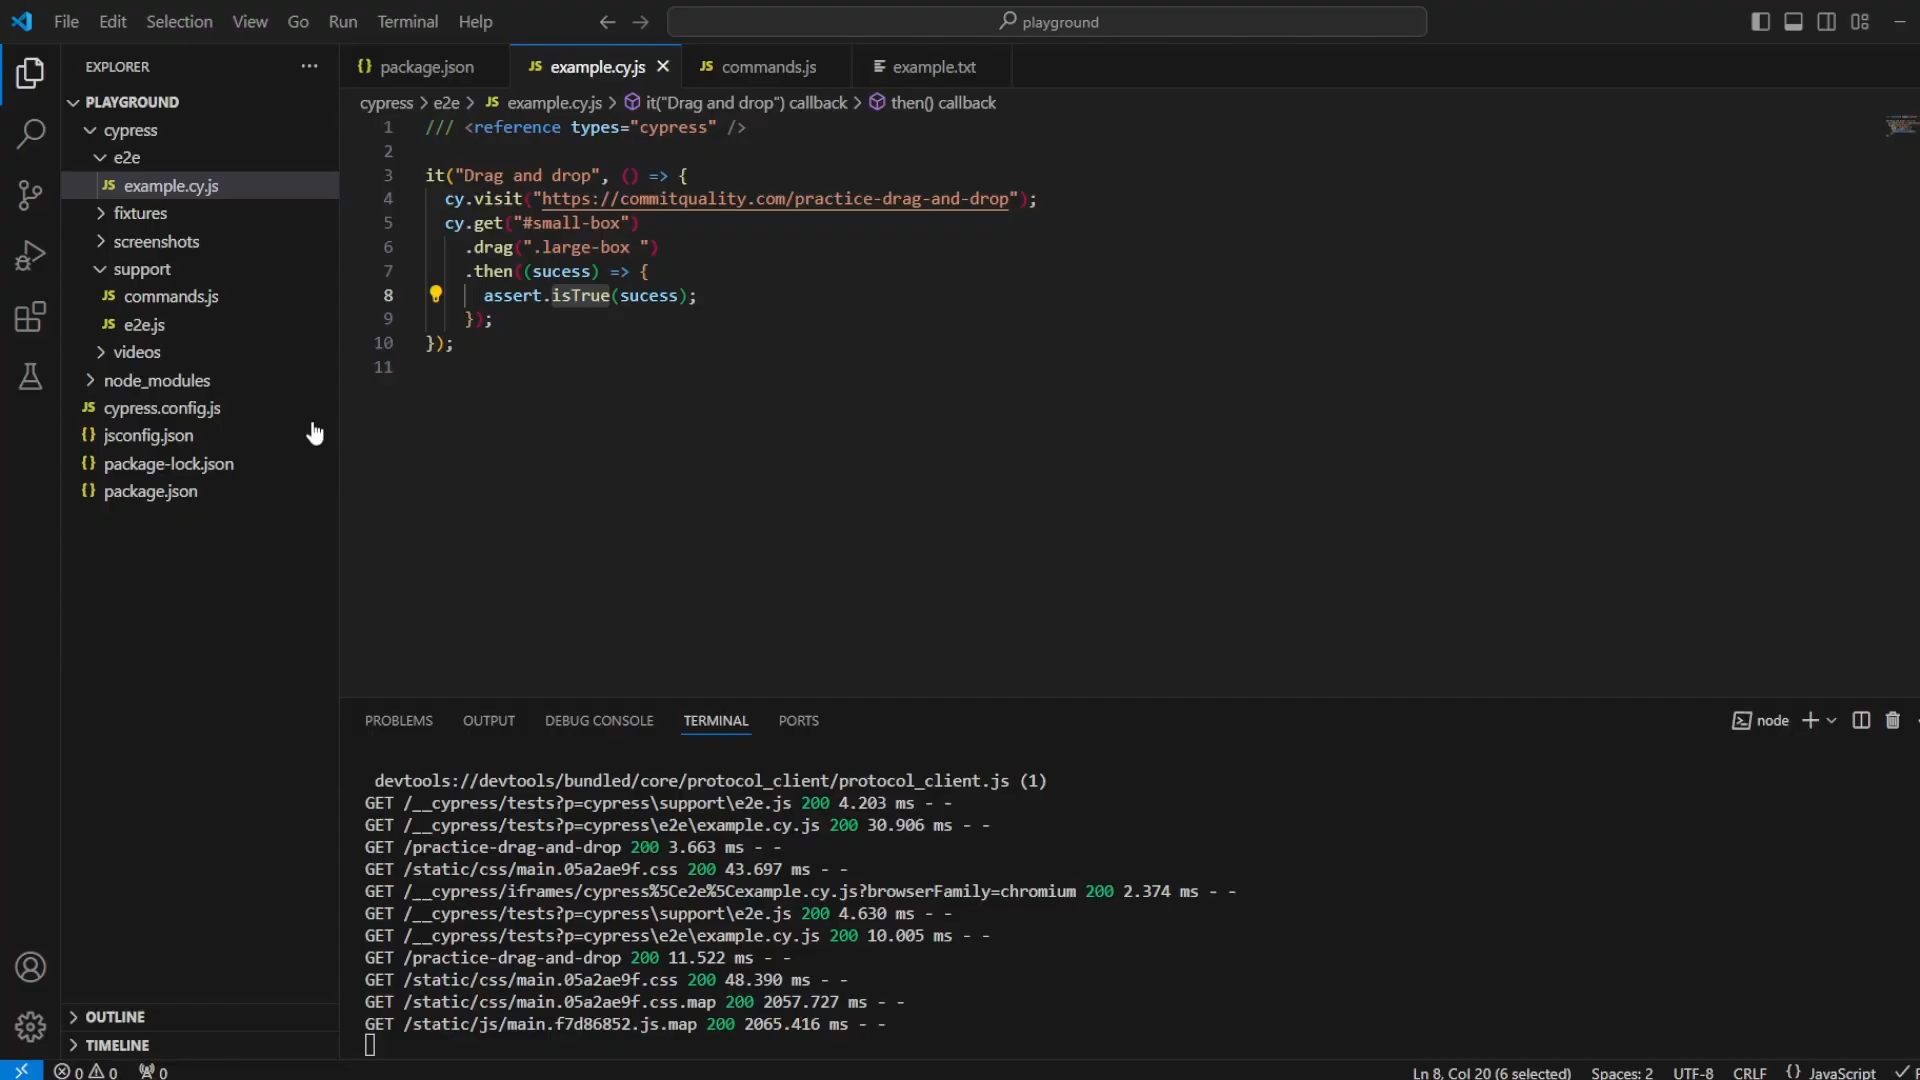 File Edit Selection View Go Run Terminal Help
playground
EXPLORER
PLAYGROUND
cypress
e2e
JS example.cy.js
fixtures
screenshots
support
JS commands.js
JS e2e.js
videos
node_modules
JS cypress.config.js
{} jsconfig.json
{} package-lock.json
{} package.json
OUTLINE
TIMELINE
{} package.json JS example.cy.js JS commands.js example.txt
cypress > e2e > JS example.cy.js > it("Drag and drop") callback > then() callback
1 /// <reference types="cypress" />
2
3 it("Drag and drop", () => {
4 cy.visit("https://commitquality.com/practice-drag-and-drop");
5 cy.get("#small-box")
6 .drag(".large-box ")
7 .then((sucess) => {
8 assert.isTrue(sucess);
9 });
10 });
11
PROBLEMS OUTPUT DEBUG CONSOLE TERMINAL PORTS
node
devtools://devtools/bundled/core/protocol_client/protocol_client.js (1)
GET /__cypress/tests?p=cypress\support\e2e.js 200 4.203 ms - -
GET /__cypress/tests?p=cypress\e2e\example.cy.js 200 30.906 ms - -
GET /practice-drag-and-drop 200 3.663 ms - -
GET /static/css/main.05a2ae9f.css 200 43.697 ms - -
GET /__cypress/iframes/cypress%5Ce2e%5Cexample.cy.js?browserFamily=chromium 200 2.374 ms - -
GET /__cypress/tests?p=cypress\support\e2e.js 200 4.630 ms - -
GET /__cypress/tests?p=cypress\e2e\example.cy.js 200 10.005 ms - -
GET /practice-drag-and-drop 200 11.522 ms - -
GET /static/css/main.05a2ae9f.css 200 48.390 ms - -
GET /static/css/main.05a2ae9f.css.map 200 2057.727 ms - -
GET /static/js/main.f7d86852.js.map 200 2065.416 ms - -
0 0 0 Ln 8, Col 20 (6 selected) Spaces: 2 UTF-8 CRLF {} JavaScript